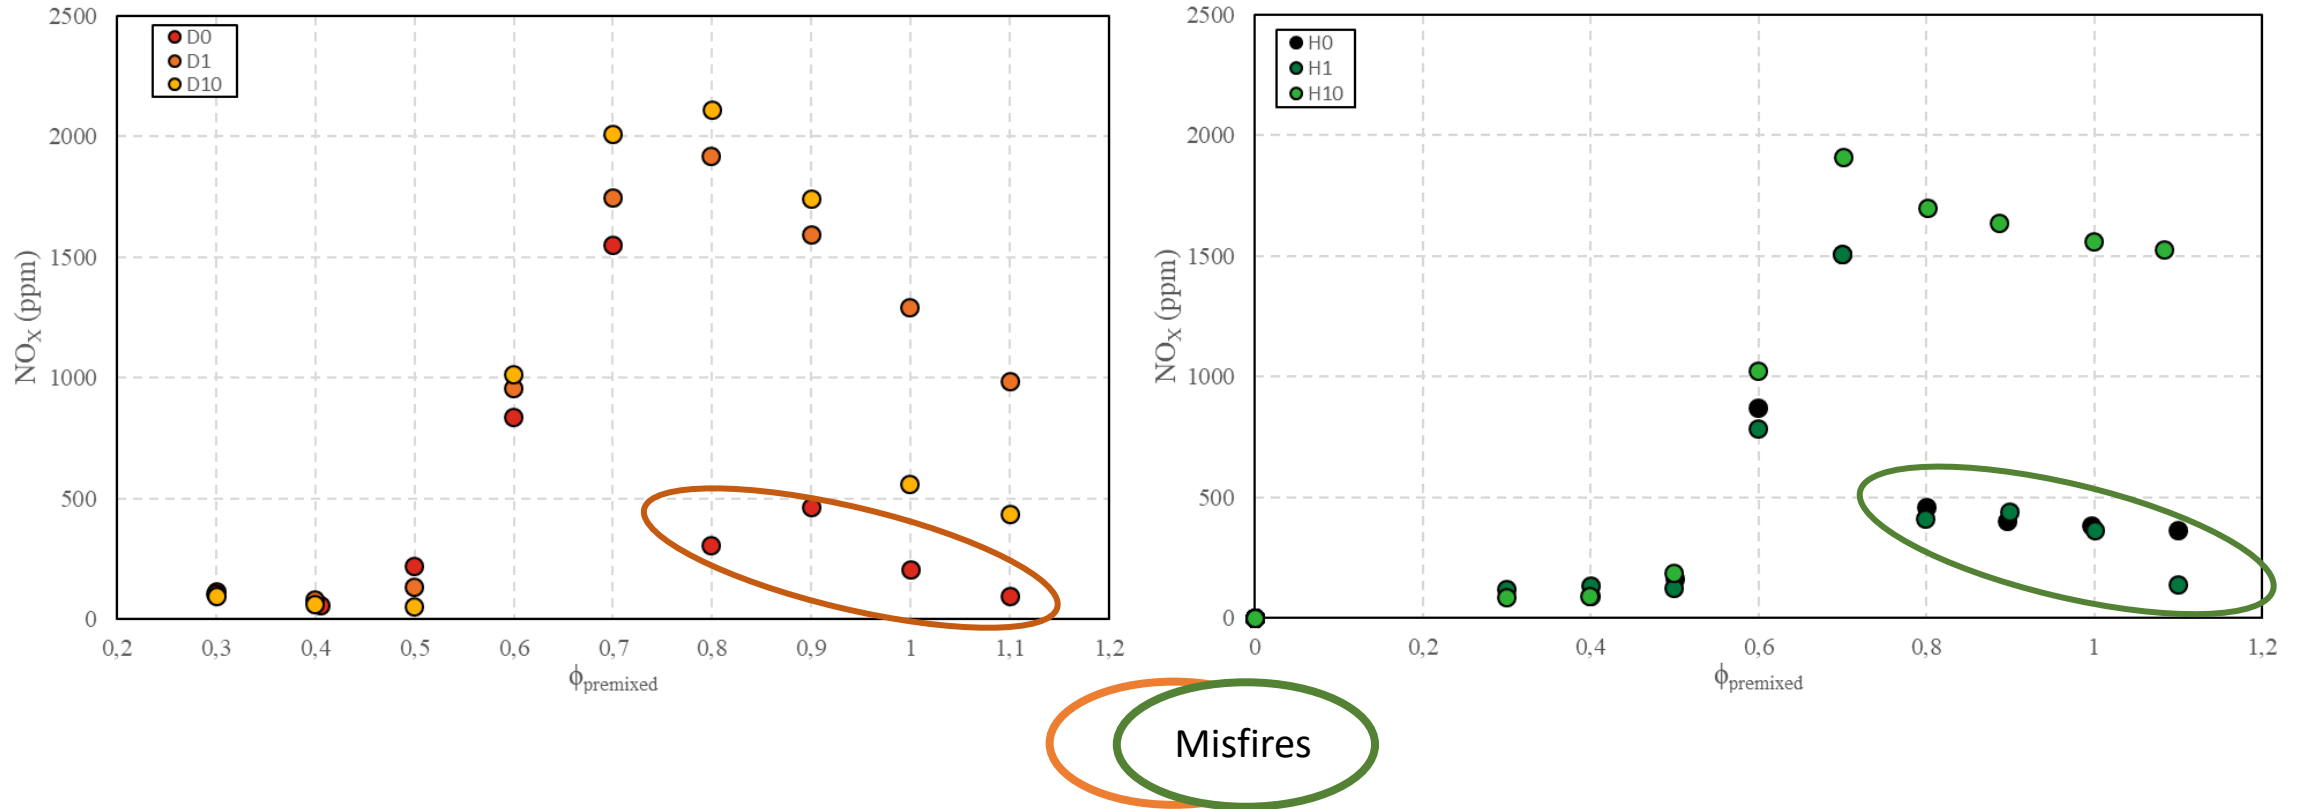 2500
2000
1500
1000
500
0
NOX (ppm)
D0
D1
D10
0,2 0,3 0,4 0,5 0,6 0,7 0,8 0,9 1 1,1 1,2
ϕpremixed
2500
2000
1500
1000
500
0
NOX (ppm)
H0
H1
H10
0 0,2 0,4 0,6 0,8 1 1,2
ϕpremixed
Misfires